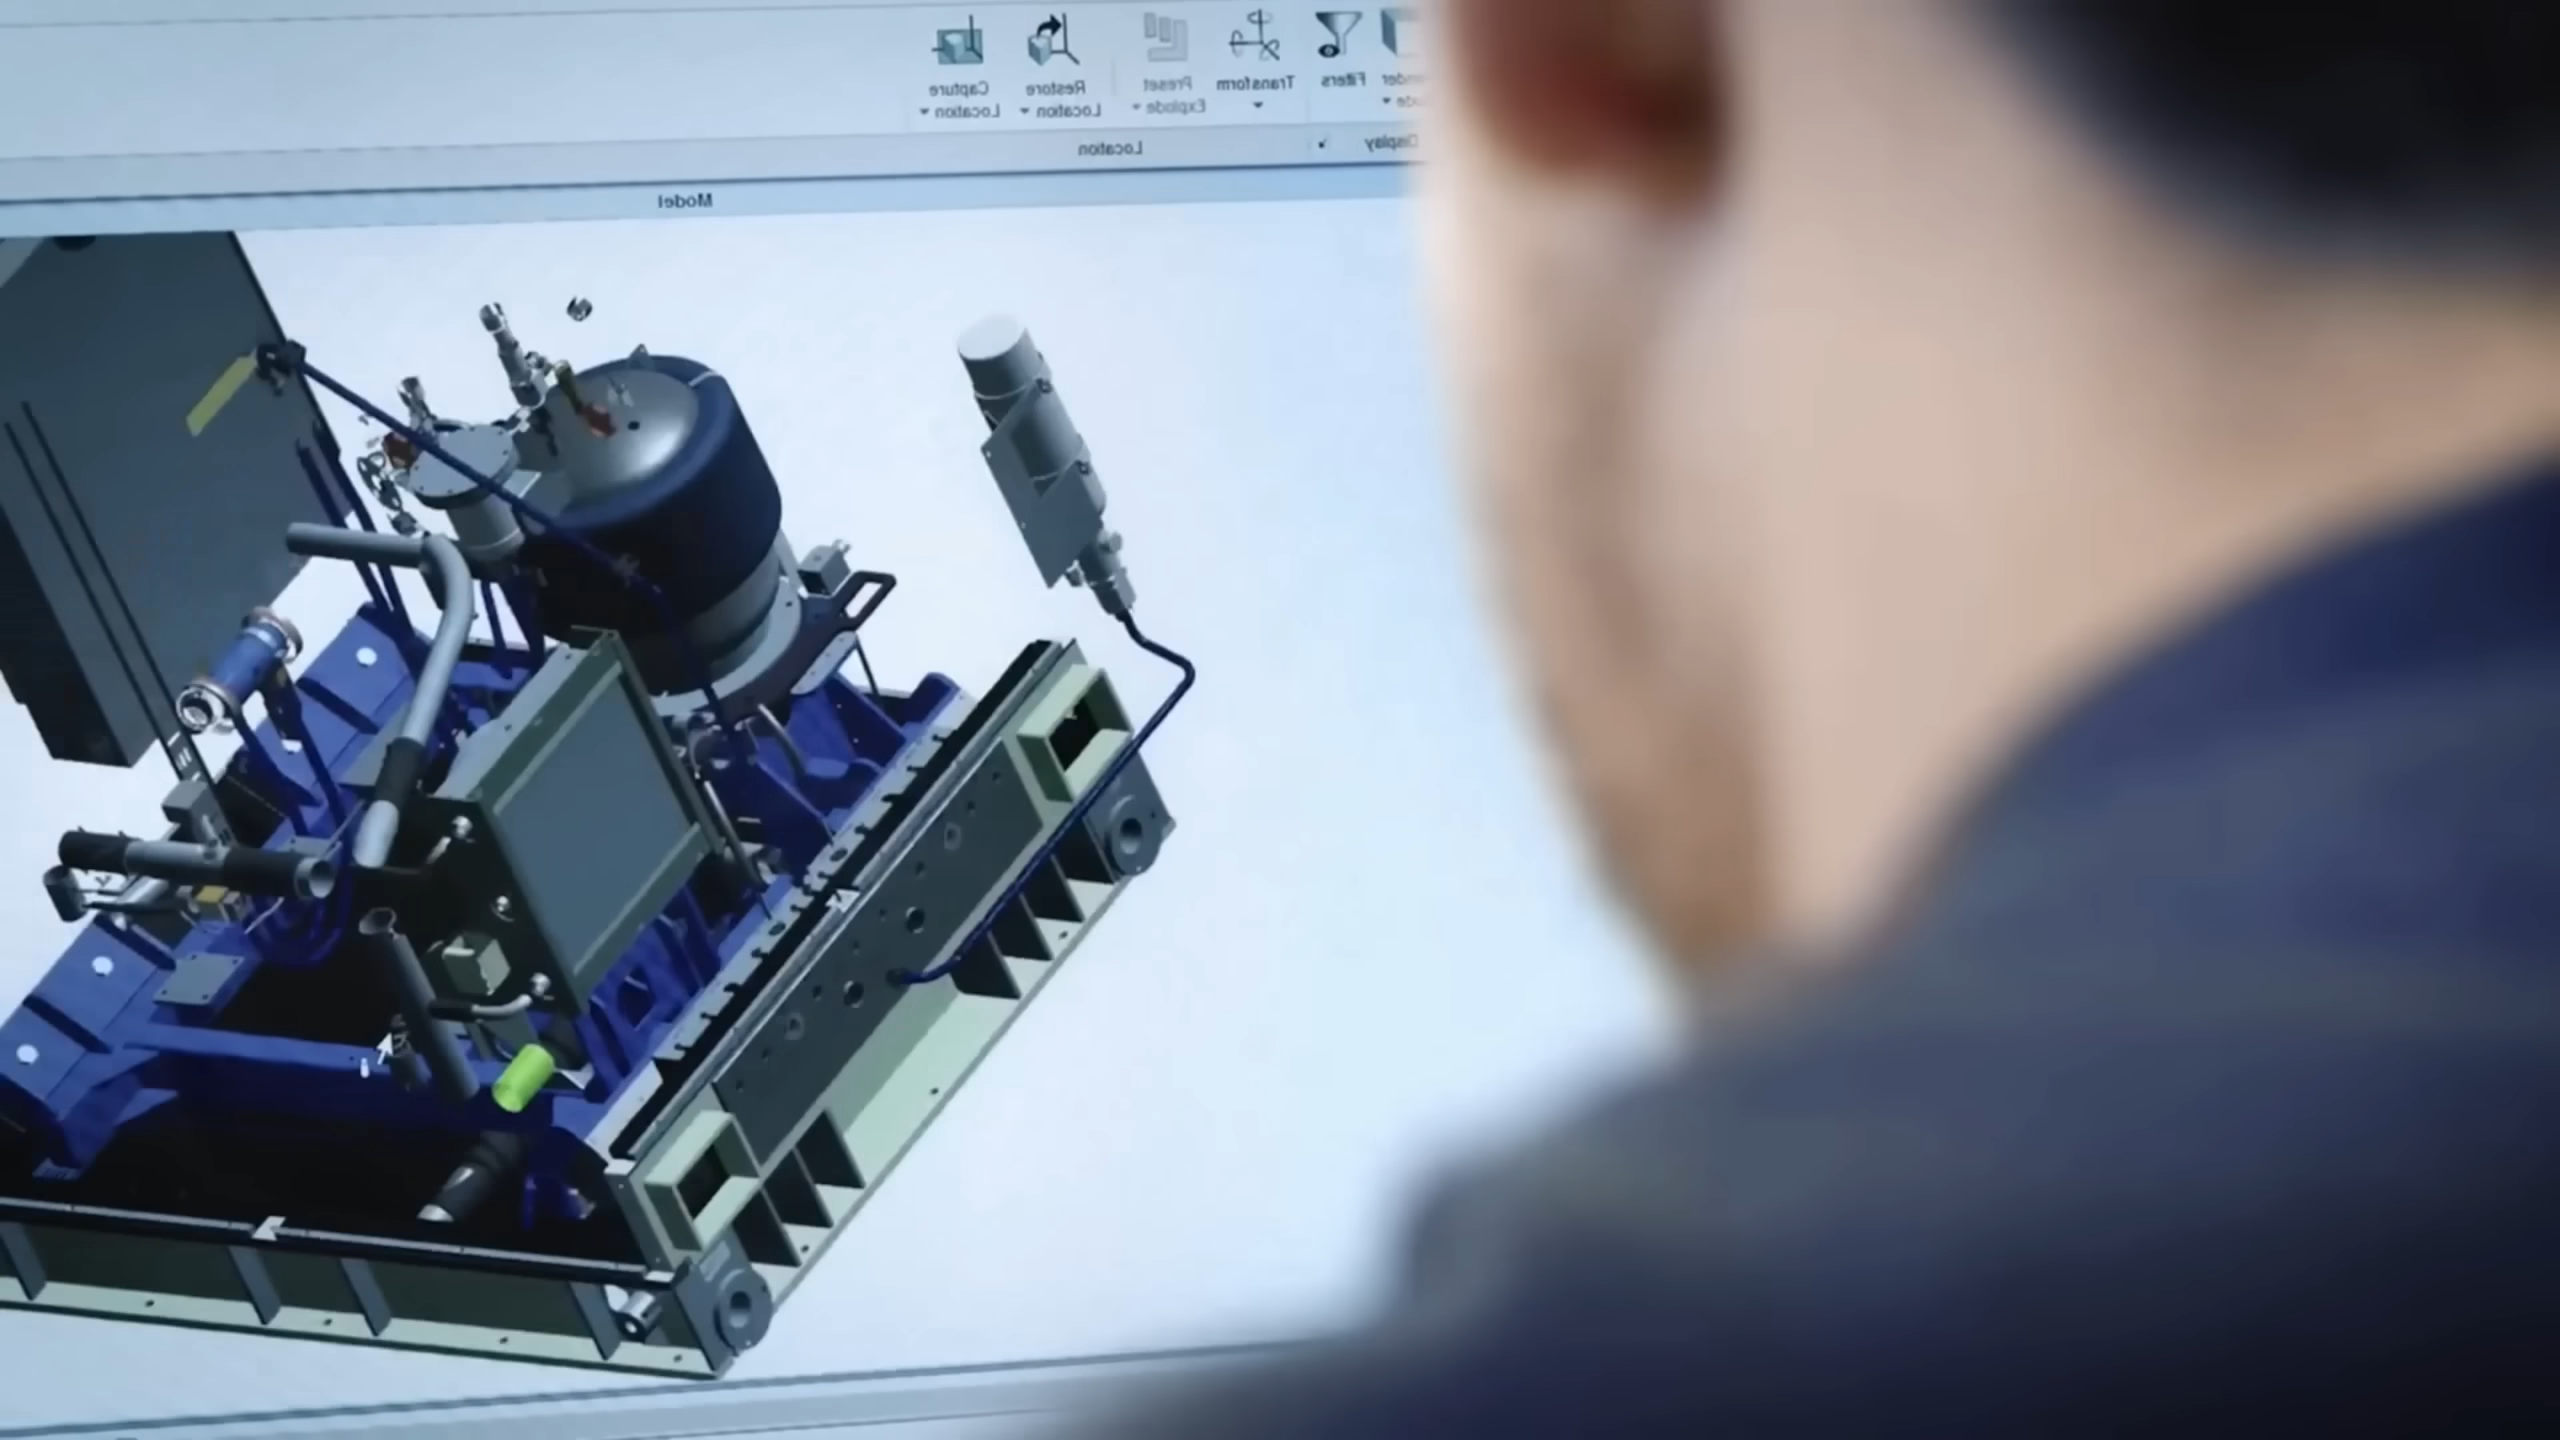 Capture
Location
Restore
Location
Preset
Explode
Transform
Filters
Location
Display
Model